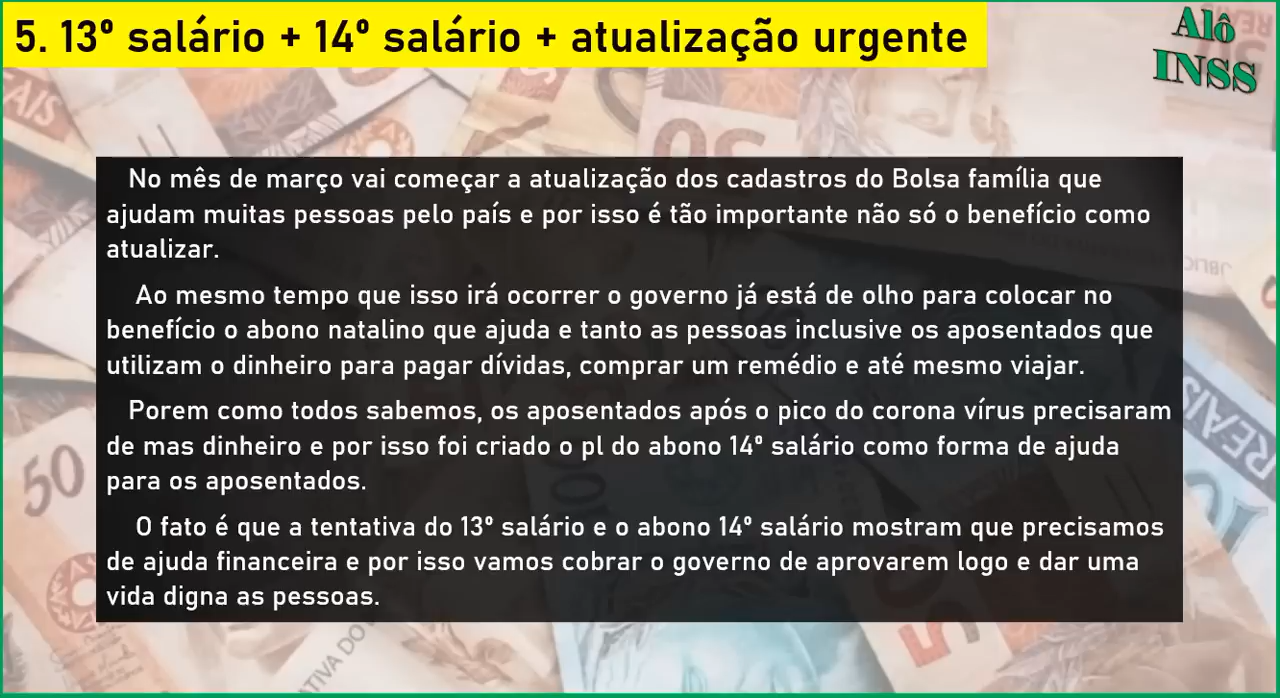 5. 13º salário + 14º salário + atualização urgente
Alô
INSS
No mês de março vai começar a atualização dos cadastros do Bolsa família que
ajudam muitas pessoas pelo país e por isso é tão importante não só o benefício como
atualizar.
Ao mesmo tempo que isso irá ocorrer o governo já está de olho para colocar no
benefício o abono natalino que ajuda e tanto as pessoas inclusive os aposentados que
utilizam o dinheiro para pagar dívidas, comprar um remédio e até mesmo viajar.
Porem como todos sabemos, os aposentados após o pico do corona vírus precisaram
de mas dinheiro e por isso foi criado o pl do abono 14º salário como forma de ajuda
para os aposentados.
O fato é que a tentativa do 13º salário e o abono 14º salário mostram que precisamos
de ajuda financeira e por isso vamos cobrar o governo de aprovarem logo e dar uma
vida digna as pessoas.
50
REAIS